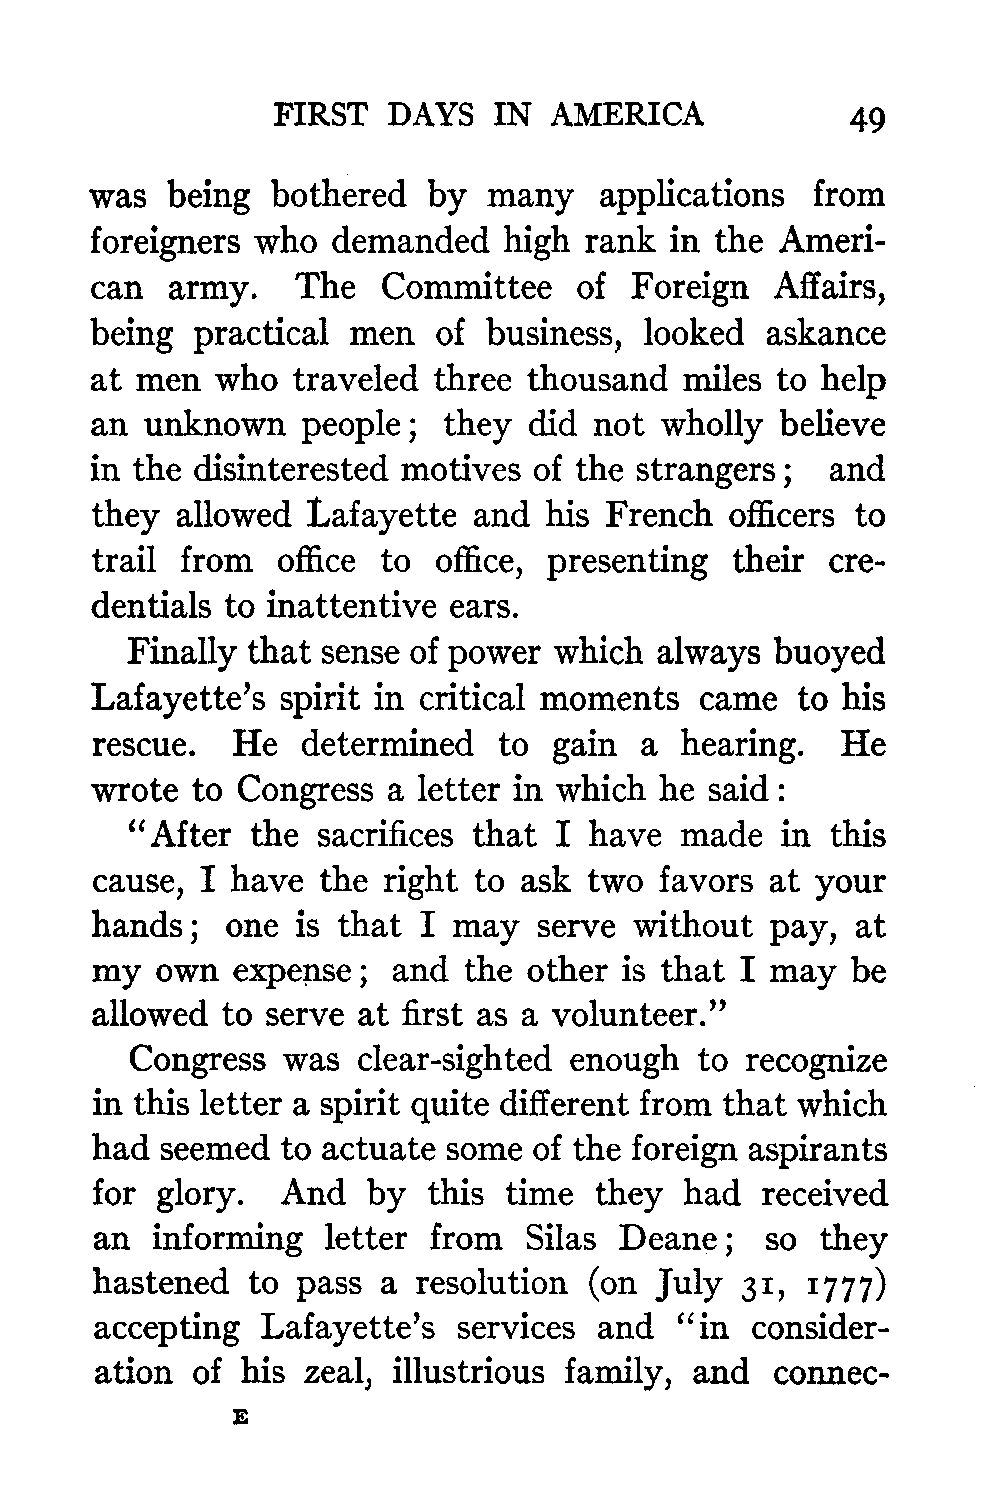 FIRST DAYS IN AMERICA 49
was being bothered by many applications from
foreigners who demanded high rank in the Ameri-
can army. The Committee of Foreign Affairs,
being practical men of business, looked askance
at men who traveled three thousand miles to help
an unknown people; they did not wholly believe
in the disinterested motives of the strangers; and
they allowed Lafayette and his French officers to
trail from office to office, presenting their cre-
dentials to inattentive ears.
Finally that sense of power which always buoyed
Lafayette's spirit in critical moments came to his
rescue. He determined to gain a hearing. He
wrote to Congress a letter in which he said:
"After the sacrifices that I have made in this
cause, I have the right to ask two favors at your
hands; one is that I may serve without pay, at
my own expense; and the other is that I may be
allowed to serve at first as a volunteer."
Congress was clear-sighted enough to recognize
in this letter a spirit quite different from that which
had seemed to actuate some of the foreign aspirants
for glory. And by this time they had received
an informing letter from Silas Deane; so they
hastened to pass a resolution (on July 31, 1777)
accepting Lafayette's services and "in consider-
ation of his zeal, illustrious family, and connec-
E